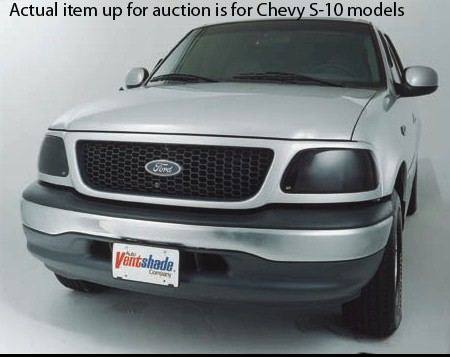 Actual item up for auction is for Chevy S-10 models
Ford
Auto
Ventshade
Company